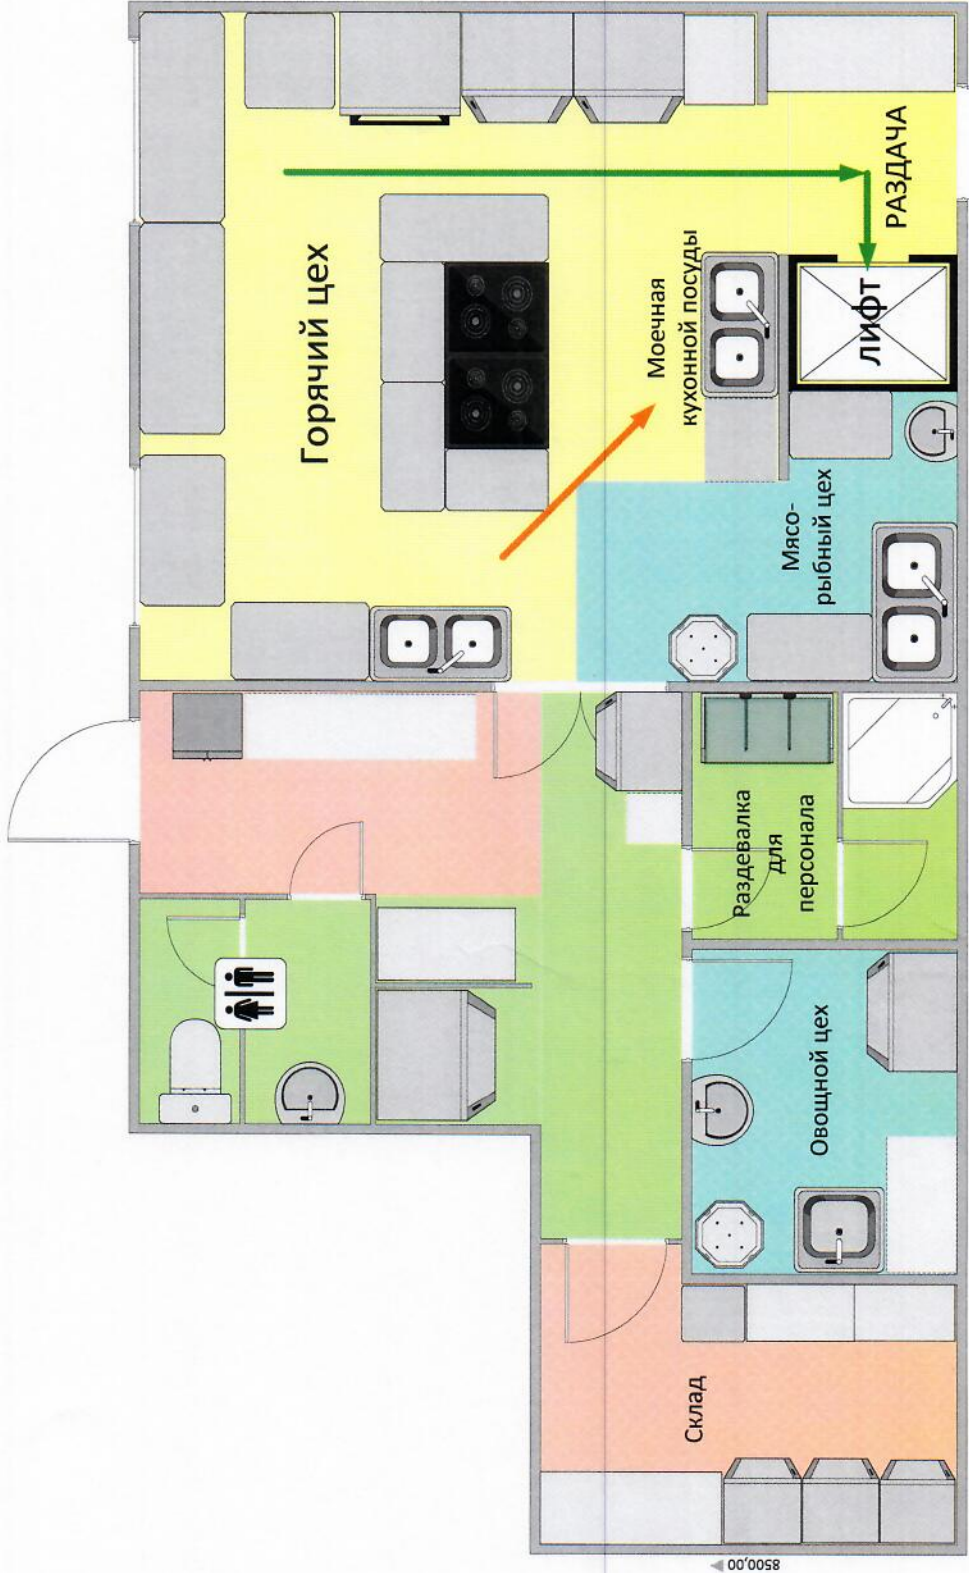 Горячий цех
РАЗДАЧА
ЛИФТ
Моечная
кухонной посуды
Мясо-
рыбный цех
Раздевалка
для
персонала
Овощной цех
Склад
8500,00